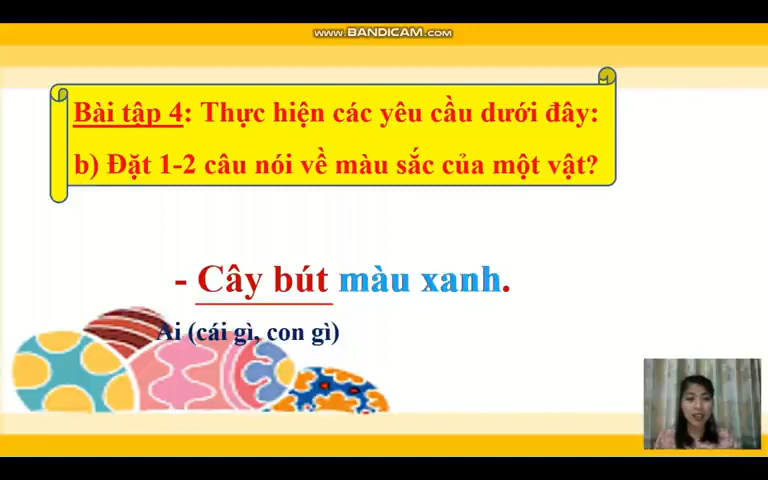 WWW.BANDICAM.COM
Bài tập 4: Thực hiện các yêu cầu dưới đây:
b) Đặt 1-2 câu nói về màu sắc của một vật?
- Cây bút màu xanh.
Ai (cái gì, con gì)